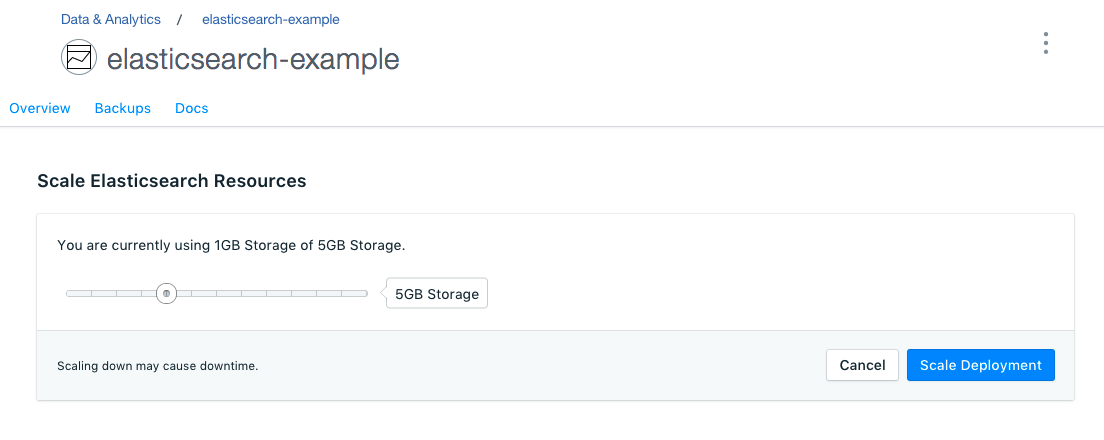 Data & Analytics / elasticsearch-example
elasticsearch-example
Overview Backups Docs
Scale Elasticsearch Resources
You are currently using 1GB Storage of 5GB Storage.
5GB Storage
Scaling down may cause downtime. Cancel Scale Deployment